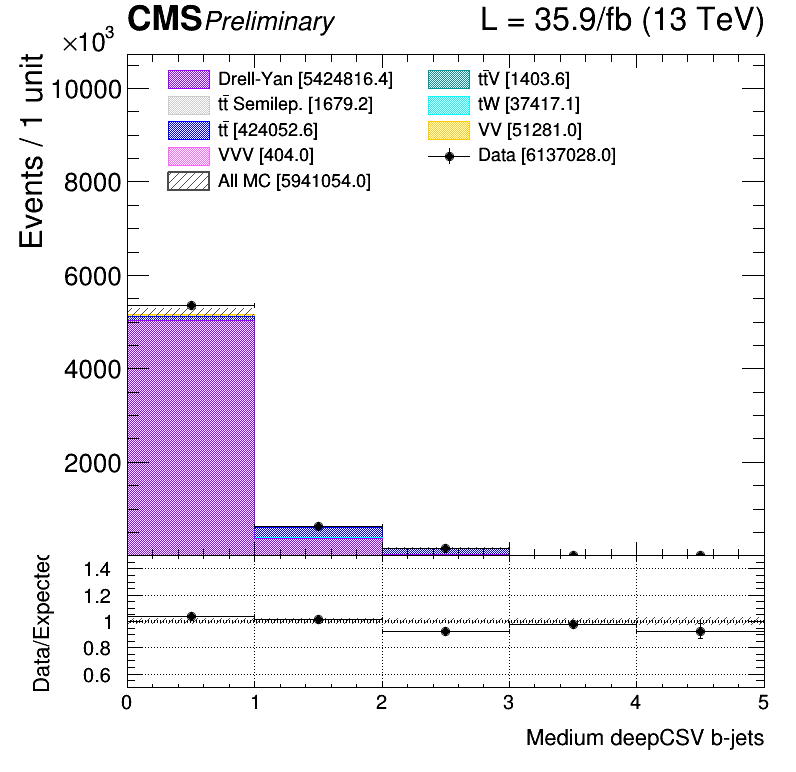 CMS Preliminary L = 35.9/fb (13 TeV)
×10³
Drell-Yan [5424816.4]
tt̄ Semilep. [1679.2]
tt̄ [424052.6]
VVV [404.0]
All MC [5941054.0]
tt̄V [1403.6]
tW [37417.1]
VV [51281.0]
Data [6137028.0]
Events / 1 unit
10000
8000
6000
4000
2000
Data/Expected
1.4
1.2
1
0.8
0.6
0 1 2 3 4 5
Medium deepCSV b-jets